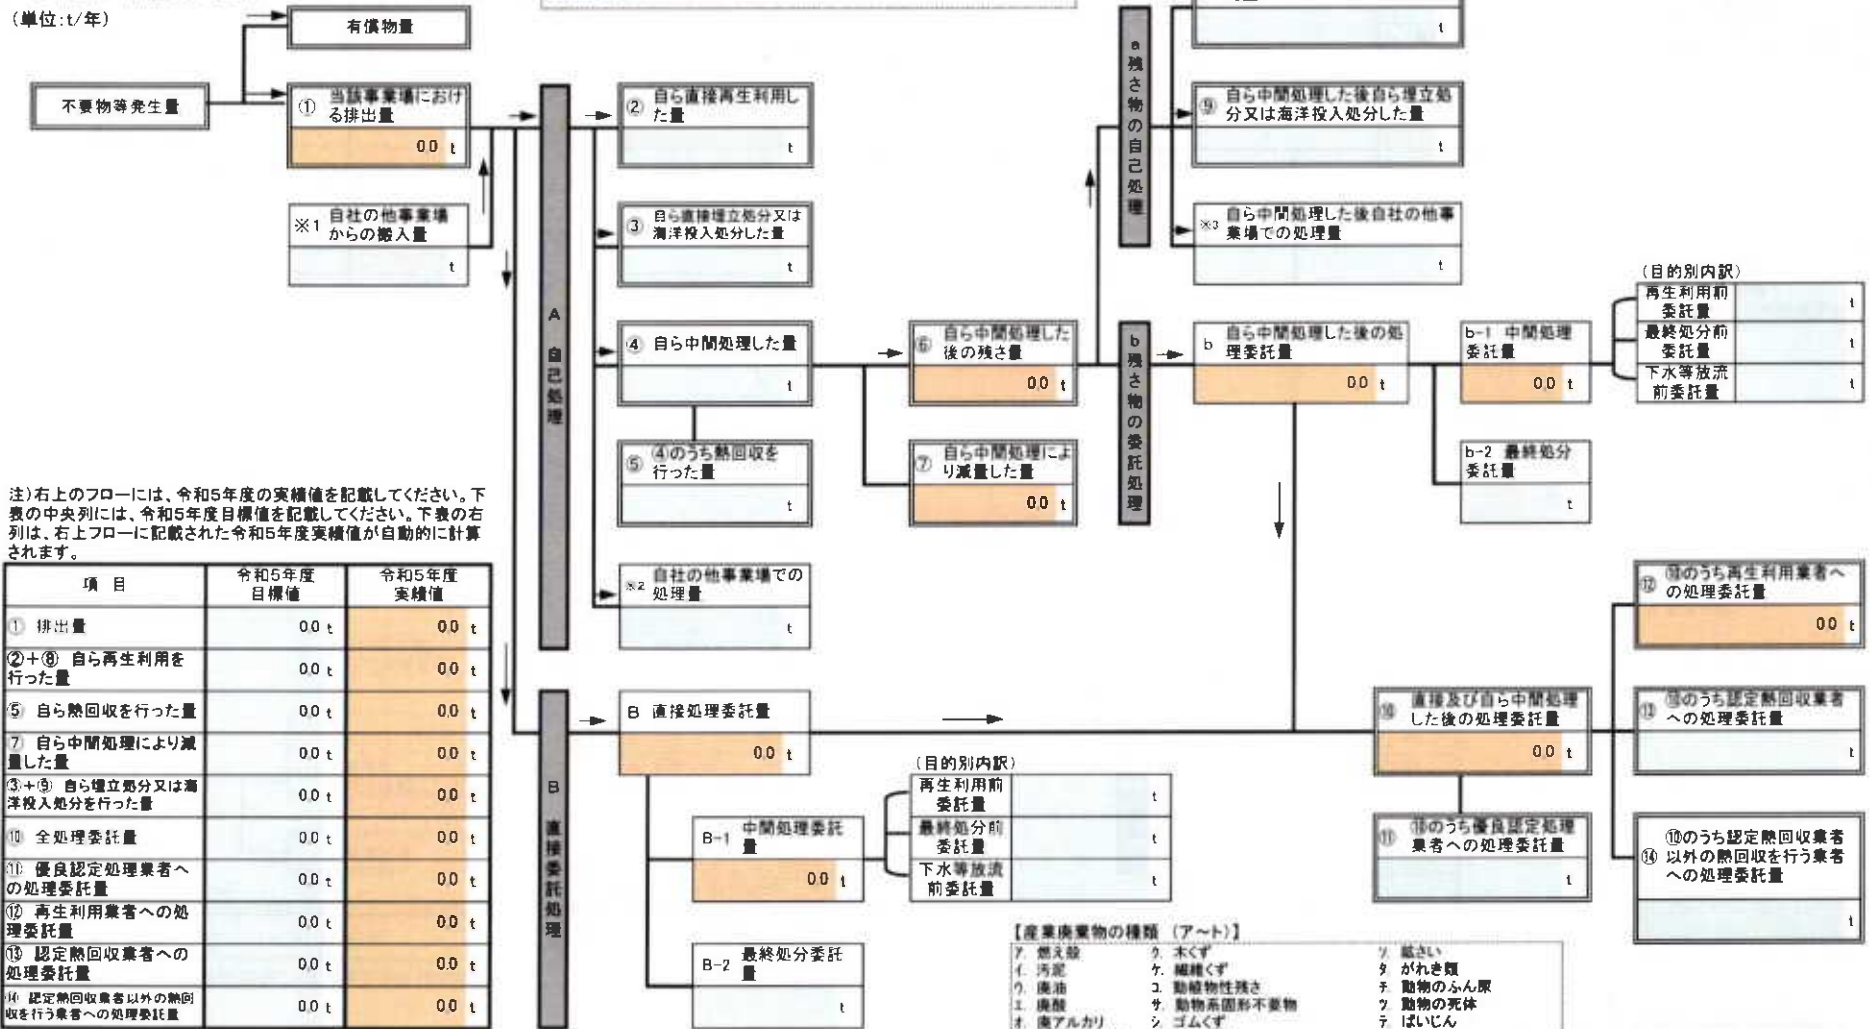 (単位:t/年)
有償物量
不要物等発生量
① 当該事業場におけ
る排出量
0.0 t
※1 自社の他事業場
からの搬入量
t
A 自己処理
② 自ら直接再生利用し
た量
t
③ 自ら直接埋立処分又は
海洋投入処分した量
t
④ 自ら中間処理した量
t
⑤ ④のうち熱回収を
行った量
t
※2 自社の他事業場での
処理量
t
⑥ 自ら中間処理した
後の残さ量
0.0 t
⑦ 自ら中間処理によ
り減量した量
0.0 t
a 残さ物の自己処理
t
⑨ 自ら中間処理した後自ら埋立処
分又は海洋投入処分した量
t
※3 自ら中間処理した後自社の他事
業場での処理量
t
b 残さ物の委託処理
b 自ら中間処理した後の処
理委託量
0.0 t
b-1 中間処理
委託量
0.0 t
b-2 最終処分
委託量
t
(目的別内訳)
再生利用前
委託量 t
最終処分前
委託量 t
下水等放流
前委託量 t
注)右上のフローには、令和5年度の実績値を記載してください。下
表の中央列には、令和5年度目標値を記載してください。下表の右
列は、右上フローに記載された令和5年度実績値が自動的に計算
されます。
項 目 令和5年度 目標値 令和5年度 実績値
① 排出量 0.0 t 0.0 t
②+⑧ 自ら再生利用を
行った量 0.0 t 0.0 t
⑤ 自ら熱回収を行った量 0.0 t 0.0 t
⑦ 自ら中間処理により減
量した量 0.0 t 0.0 t
③+⑨ 自ら埋立処分又は海
洋投入処分を行った量 0.0 t 0.0 t
⑩ 全処理委託量 0.0 t 0.0 t
⑪ 優良認定処理業者へ
の処理委託量 0.0 t 0.0 t
⑫ 再生利用業者への処
理委託量 0.0 t 0.0 t
⑬ 認定熱回収業者への
処理委託量 0.0 t 0.0 t
⑭ 認定熱回収業者以外の熱回
収を行う業者への処理委託量 0.0 t 0.0 t
B 直接委託処理
B 直接処理委託量
0.0 t
B-1 中間処理委託
量
0.0 t
B-2 最終処分委託
量
t
(目的別内訳)
再生利用前
委託量 t
最終処分前
委託量 t
下水等放流
前委託量 t
⑩ 直接及び自ら中間処理
した後の処理委託量
0.0 t
⑪ ⑩のうち優良認定処理
業者への処理委託量
t
⑫ ⑩のうち再生利用業者へ
の処理委託量
0.0 t
⑬ ⑩のうち認定熱回収業者
への処理委託量
t
⑭ ⑩のうち認定熱回収業者
以外の熱回収を行う業者
への処理委託量
t
【産業廃棄物の種類 (ア~ト)】
ア. 燃え殻 ク. 木くず ソ. 鉱さい
イ. 汚泥 ケ. 繊維くず タ. がれき類
ウ. 廃油 コ. 動植物性残さ チ. 動物のふん尿
エ. 廃酸 サ. 動物系固形不要物 ツ. 動物の死体
オ. 廃アルカリ シ. ゴムくず テ. ばいじん